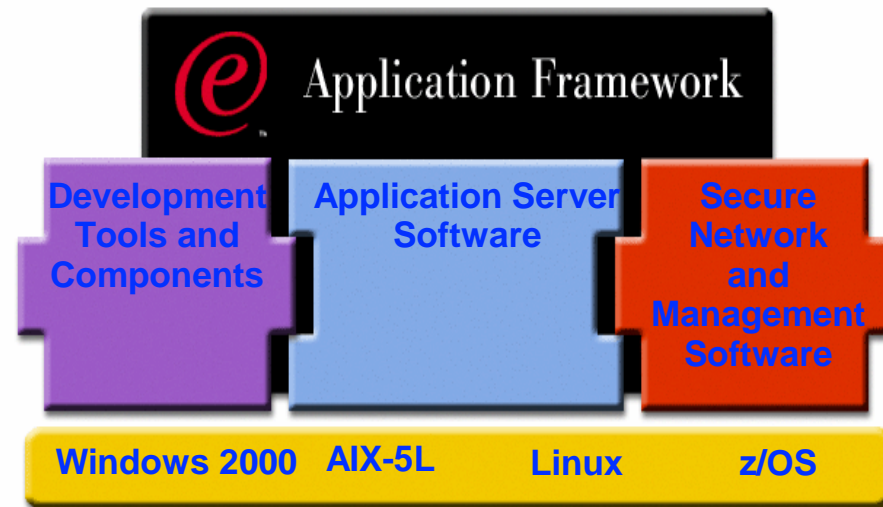 e Application Framework
TM
Development
Tools and
Components
Application Server
Software
Secure
Network
and
Management
Software
Windows 2000 AIX-5L Linux z/OS